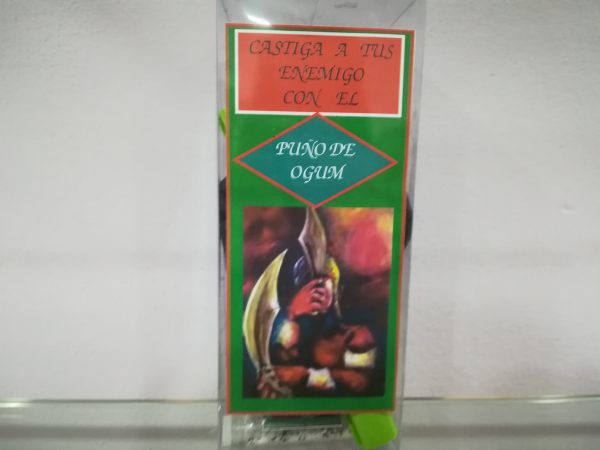 CASTIGA A TUS
ENEMIGO
CON EL
PUÑO DE
OGUM